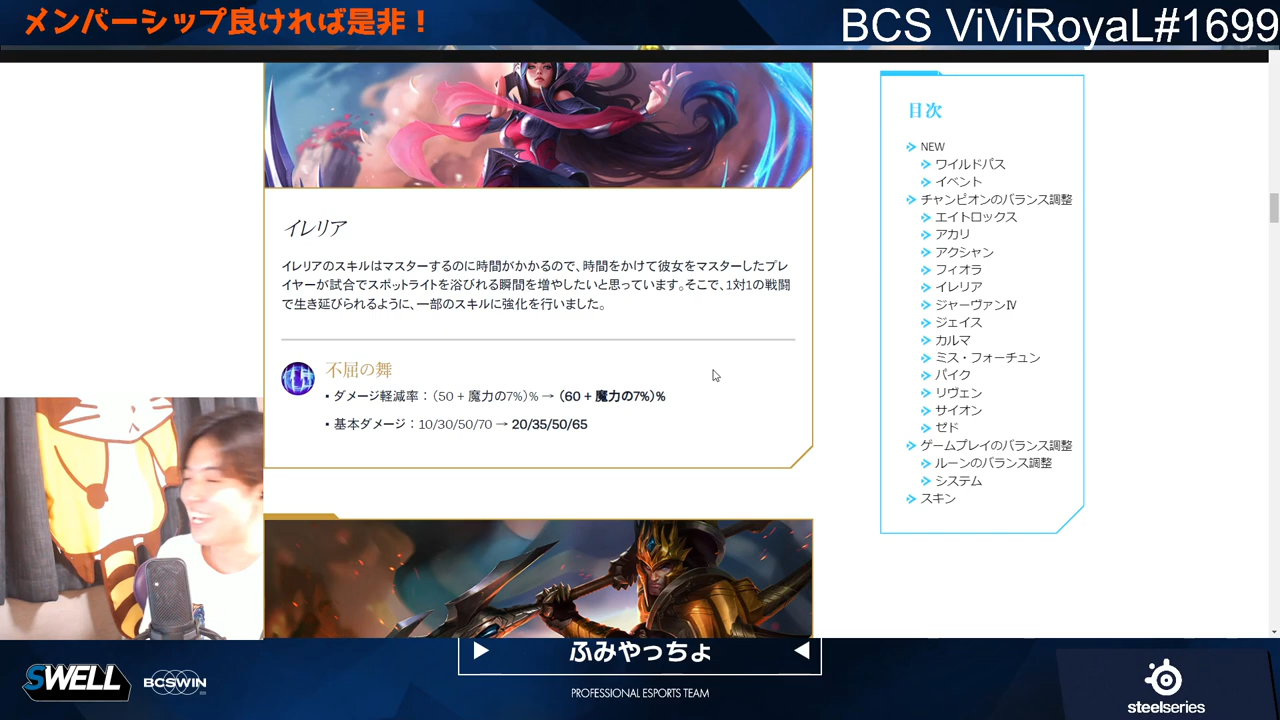 メンバーシップ良ければ是非！
BCS ViViRoyaL#1699
イレリア
イレリアのスキルはマスターするのに時間がかかるので、時間をかけて彼女をマスターしたプレ
イヤーが試合でスポットライトを浴びれる瞬間を増やしたいと思っています。そこで、1対1の戦闘
で生き延びられるように、一部のスキルに強化を行いました。
不屈の舞
▪ ダメージ軽減率：（50 + 魔力の7%）% → （60 + 魔力の7%）%
▪ 基本ダメージ：10/30/50/70 → 20/35/50/65
目次
NEW
ワイルドパス
イベント
チャンピオンのバランス調整
エイトロックス
アカリ
アクシャン
フィオラ
イレリア
ジャーヴァンⅣ
ジェイス
カルマ
ミス・フォーチュン
パイク
リヴェン
サイオン
ゼド
ゲームプレイのバランス調整
ルーンのバランス調整
システム
スキン
ふみやっちょ
PROFESSIONAL ESPORTS TEAM
SWELL
BCSWIN
steelseries